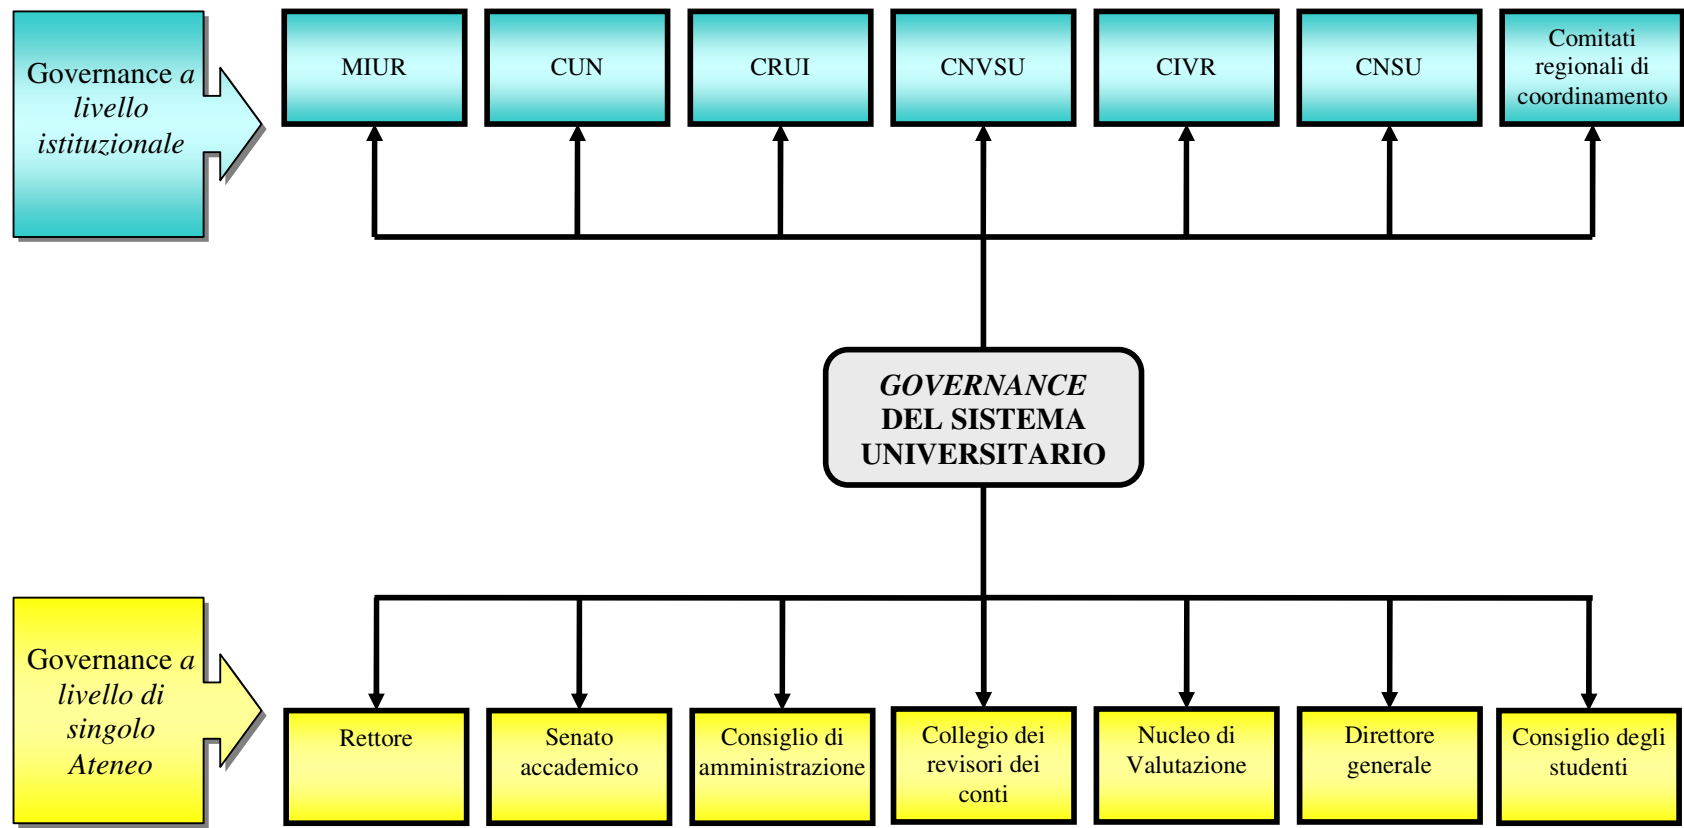 Governance a
livello
istituzionale
MIUR
CUN
CRUI
CNVSU
CIVR
CNSU
Comitati
regionali di
coordinamento
GOVERNANCE
DEL SISTEMA
UNIVERSITARIO
Governance a
livello di
singolo
Ateneo
Rettore
Senato
accademico
Consiglio di
amministrazione
Collegio dei
revisori dei
conti
Nucleo di
Valutazione
Direttore
generale
Consiglio degli
studenti